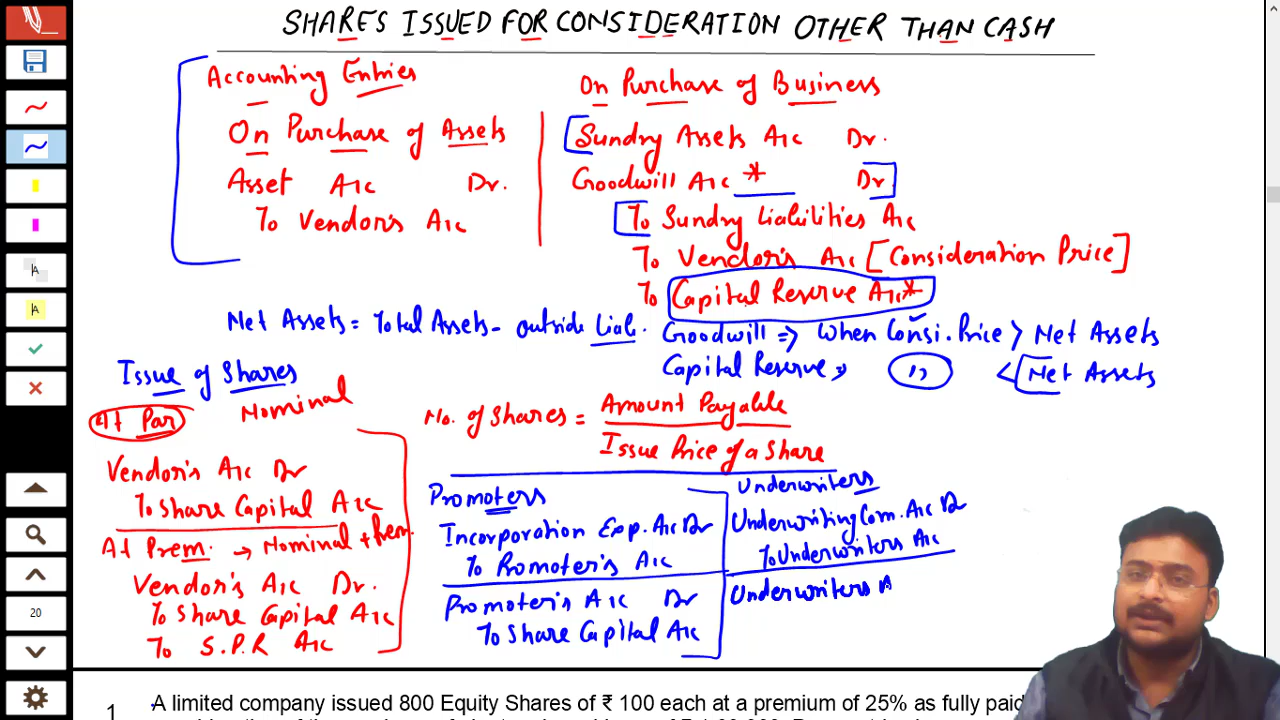 SHARES ISSUED FOR CONSIDERATION OTHER THAN CASH
Accounting Entries
On Purchase of Assets
Asset A/c Dr.
To Vendor's A/c
On Purchase of Business
Sundry Assets A/c Dr.
Goodwill A/c * Dr
To Sundry Liabilities A/c
To Vendor's A/c [Consideration Price]
To Capital Reserve A/c*
Net Assets = Total Assets - outside Liab.
Goodwill => When Consi. Price > Net Assets
Capital Reserve => " < Net Assets
Issue of Shares
At Par Nominal
Vendor's A/c Dr
To Share Capital A/c
At Prem. → Nominal + Prem.
Vendor's A/c Dr.
To Share Capital A/c
To S.P.R A/c
No. of Shares = Amount Payable
Issue Price of a Share
Promoters
Incorporation Exp. A/c Dr
To Promoter's A/c
Promoter's A/c Dr
To Share Capital A/c
Underwriters
Underwriting Com. A/c Dr
To Underwriters A/c
Underwriters A
20
1 A limited company issued 800 Equity Shares of ₹ 100 each at a premium of 25% as fully paid